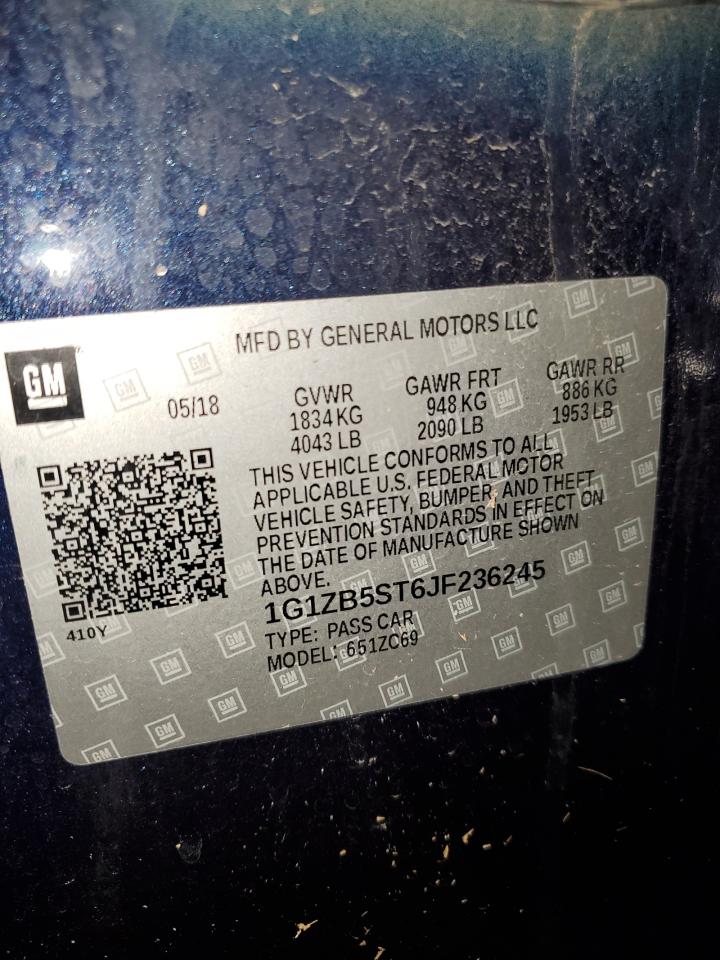 MFD BY GENERAL MOTORS LLC
GM
05/18
GVWR
1834 KG
4043 LB
GAWR FRT
948 KG
2090 LB
GAWR RR
886 KG
1953 LB
THIS VEHICLE CONFORMS TO ALL
APPLICABLE U.S. FEDERAL MOTOR
VEHICLE SAFETY, BUMPER, AND THEFT
PREVENTION STANDARDS IN EFFECT ON
THE DATE OF MANUFACTURE SHOWN
ABOVE.
1G1ZB5ST6JF236245
TYPE: PASS CAR
MODEL: 651ZC69
410Y